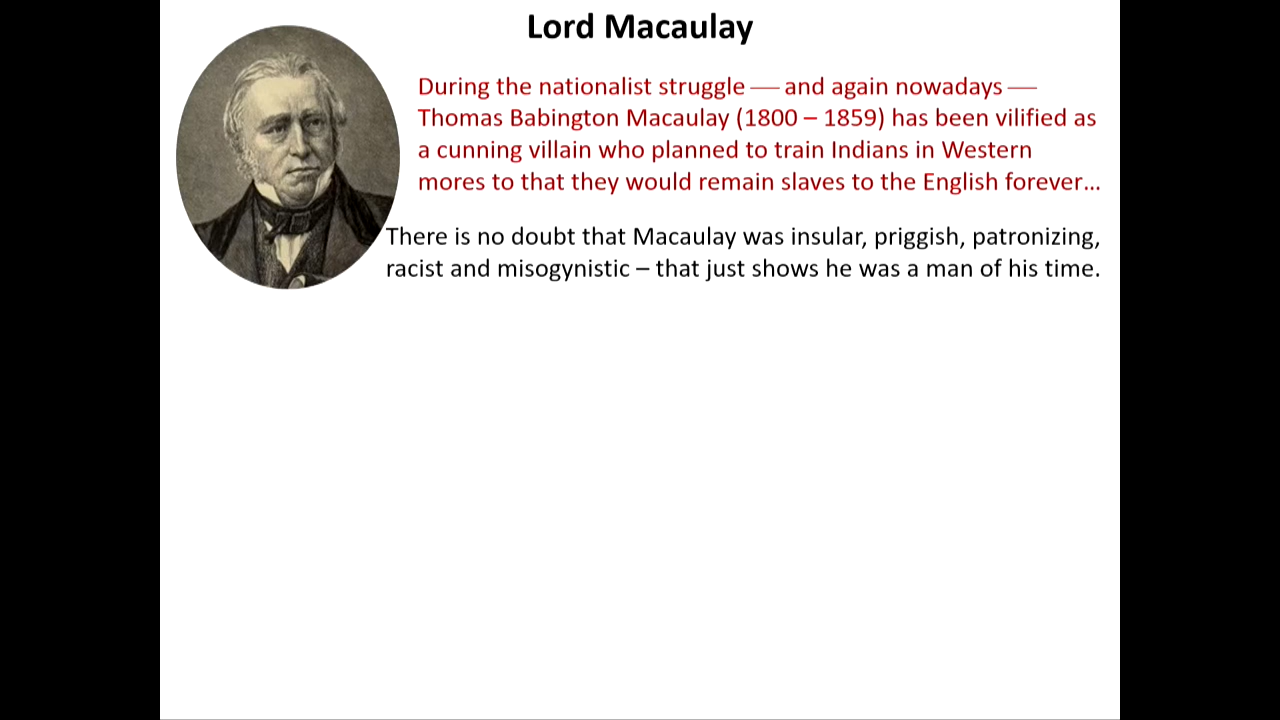 Lord Macaulay
During the nationalist struggle — and again nowadays —
Thomas Babington Macaulay (1800 – 1859) has been vilified as
a cunning villain who planned to train Indians in Western
mores to that they would remain slaves to the English forever…
There is no doubt that Macaulay was insular, priggish, patronizing,
racist and misogynistic – that just shows he was a man of his time.